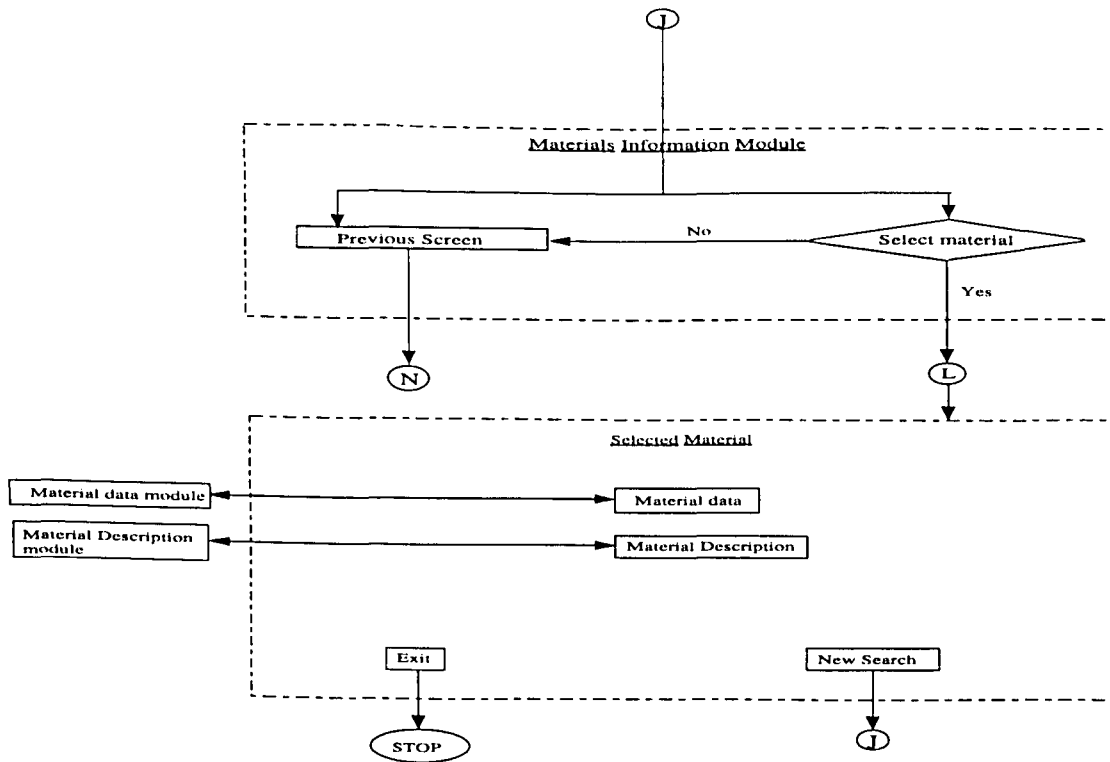 J
Materials Information Module
Previous Screen
No
Select material
Yes
N
L
Selected Material
Material data module
Material data
Material Description
module
Material Description
Exit
New Search
STOP
J